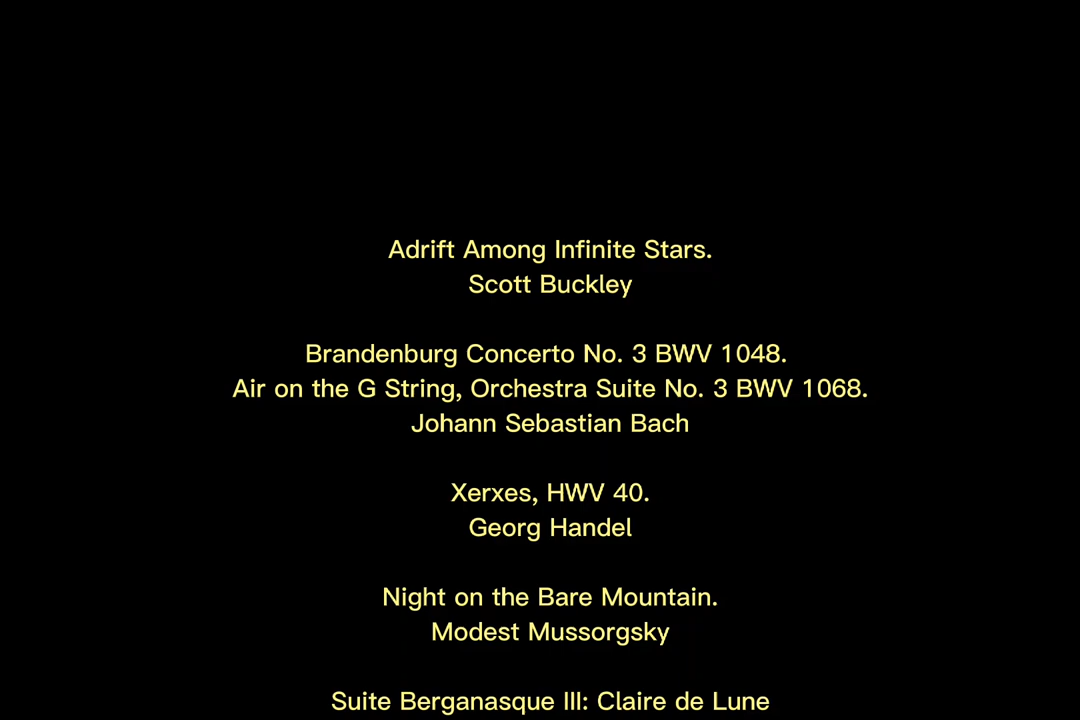 Adrift Among Infinite Stars.
Scott Buckley
Brandenburg Concerto No. 3 BWV 1048.
Air on the G String, Orchestra Suite No. 3 BWV 1068.
Johann Sebastian Bach
Xerxes, HWV 40.
Georg Handel
Night on the Bare Mountain.
Modest Mussorgsky
Suite Berganasque III: Claire de Lune